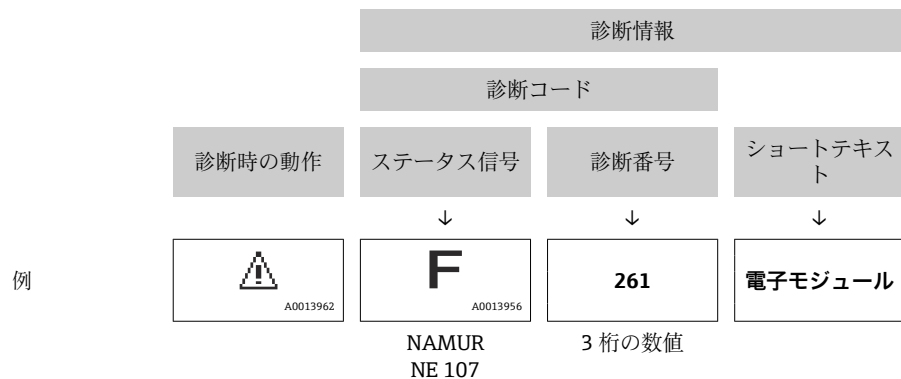 診断情報
診断コード
診断時の動作 ステータス信号 診断番号 ショートテキス
ト
↓ ↓ ↓
例 ⚠ F 261 電子モジュール
A0013962 A0013956
NAMUR 3 桁の数値
NE 107